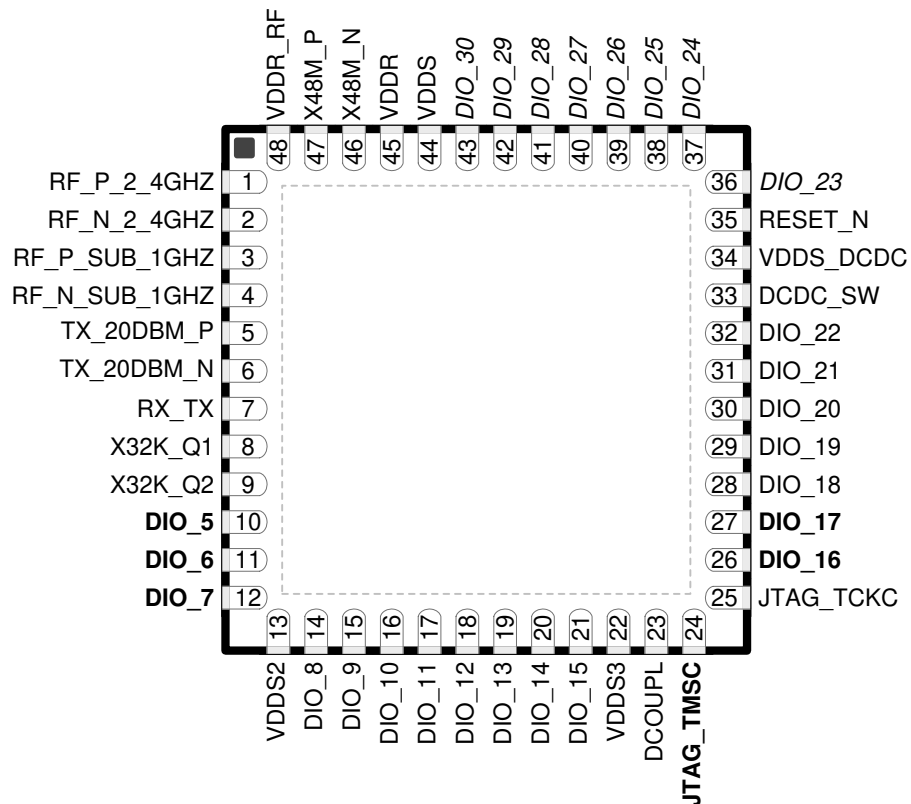 VDDR_RF
X48M_P
X48M_N
VDDR
VDDS
DIO_30
DIO_29
DIO_28
DIO_27
DIO_26
DIO_25
DIO_24
48
47
46
45
44
43
42
41
40
39
38
37
RF_P_2_4GHZ 1
RF_N_2_4GHZ 2
RF_P_SUB_1GHZ 3
RF_N_SUB_1GHZ 4
TX_20DBM_P 5
TX_20DBM_N 6
RX_TX 7
X32K_Q1 8
X32K_Q2 9
DIO_5 10
DIO_6 11
DIO_7 12
36 DIO_23
35 RESET_N
34 VDDS_DCDC
33 DCDC_SW
32 DIO_22
31 DIO_21
30 DIO_20
29 DIO_19
28 DIO_18
27 DIO_17
26 DIO_16
25 JTAG_TCKC
13
14
15
16
17
18
19
20
21
22
23
24
VDDS2
DIO_8
DIO_9
DIO_10
DIO_11
DIO_12
DIO_13
DIO_14
DIO_15
VDDS3
DCOUPL
JTAG_TMSC